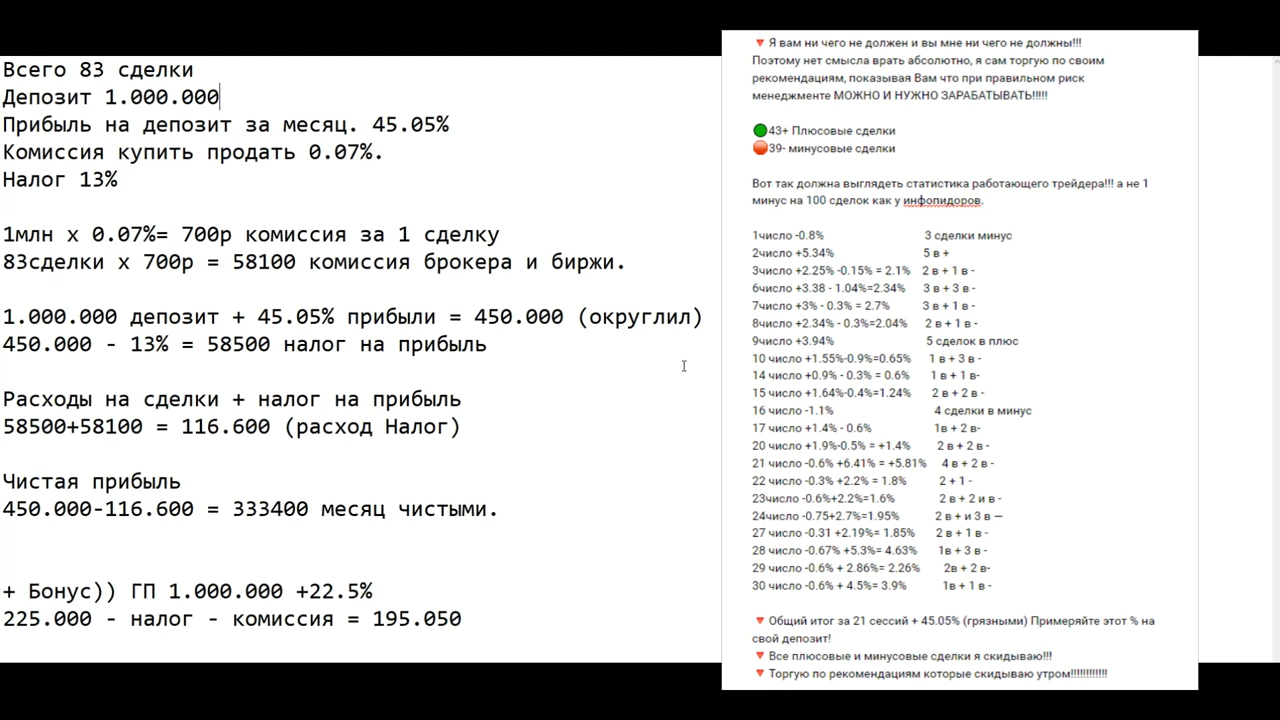 Всего 83 сделки
Депозит 1.000.000
Прибыль на депозит за месяц. 45.05%
Комиссия купить продать 0.07%.
Налог 13%
1млн х 0.07%= 700р комиссия за 1 сделку
83сделки х 700р = 58100 комиссия брокера и биржи.
1.000.000 депозит + 45.05% прибыли = 450.000 (округлил)
450.000 - 13% = 58500 налог на прибыль
Расходы на сделки + налог на прибыль
58500+58100 = 116.600 (расход Налог)
Чистая прибыль
450.000-116.600 = 333400 месяц чистыми.
+ Бонус)) ГП 1.000.000 +22.5%
225.000 - налог - комиссия = 195.050
🔻 Я вам ни чего не должен и вы мне ни чего не должны!!!
Поэтому нет смысла врать абсолютно, я сам торгую по своим
рекомендациям, показывая Вам что при правильном риск
менеджменте МОЖНО И НУЖНО ЗАРАБАТЫВАТЬ!!!!!
🟢43+ Плюсовые сделки
🔴39- минусовые сделки
Вот так должна выглядеть статистика работающего трейдера!!! а не 1
минус на 100 сделок как у инфопидоров.
1число -0.8% 3 сделки минус
2число +5.34% 5 в +
3число +2.25% -0.15% = 2.1% 2 в + 1 в -
6число +3.38 - 1.04%=2.34% 3 в + 3 в -
7число +3% - 0.3% = 2.7% 3 в + 1 в -
8число +2.34% - 0.3%=2.04% 2 в + 1 в -
9число +3.94% 5 сделок в плюс
10 число +1.55%-0.9%=0.65% 1 в + 3 в -
14 число +0.9% - 0.3% = 0.6% 1 в + 1 в-
15 число +1.64%-0.4%=1.24% 2 в + 2 в -
16 число -1.1% 4 сделки в минус
17 число +1.4% - 0.6% 1в + 2 в-
20 число +1.9%-0.5% = +1.4% 2 в + 2 в -
21 число -0.6% +6.41% = +5.81% 4 в + 2 в -
22 число -0.3% +2.2% = 1.8% 2 + 1 -
23число -0.6%+2.2%=1.6% 2 в + 2 и в -
24число -0.75+2.7%=1.95% 2 в + и 3 в —
27 число -0.31 +2.19%= 1.85% 2 в + 1 в -
28 число -0.67% +5.3%= 4.63% 1в + 3 в -
29 число -0.6% + 2.86%= 2.26% 2в + 2 в-
30 число -0.6% + 4.5%= 3.9% 1в + 1 в -
🔻 Общий итог за 21 сессий + 45.05% (грязными) Примеряйте этот % на
свой депозит!
🔻 Все плюсовые и минусовые сделки я скидываю!!!
🔻 Торгую по рекомендациям которые скидываю утром!!!!!!!!!!!!